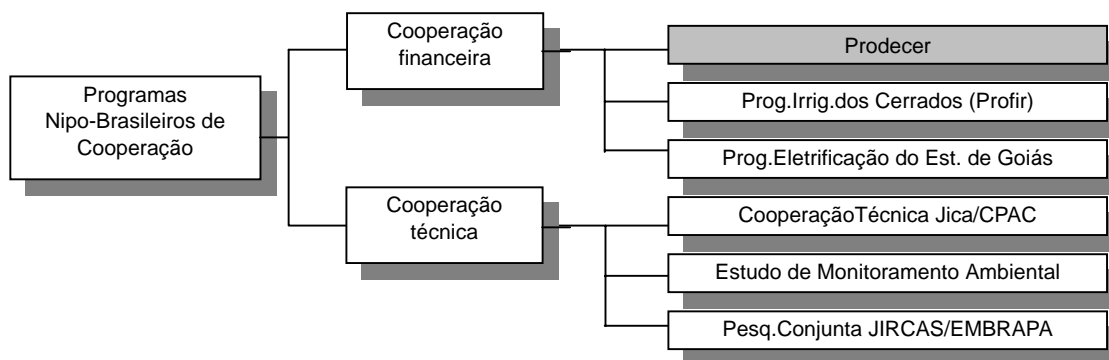 Programas
Nipo-Brasileiros de
Cooperação
Cooperação
financeira
Prodecer
Prog.Irrig.dos Cerrados (Profir)
Prog.Eletrificação do Est. de Goiás
Cooperação
técnica
CooperaçãoTécnica Jica/CPAC
Estudo de Monitoramento Ambiental
Pesq.Conjunta JIRCAS/EMBRAPA